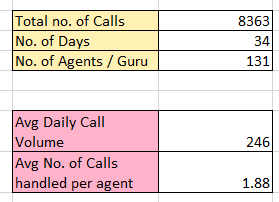 Total no. of Calls 8363
No. of Days 34
No. of Agents / Guru 131
Avg Daily Call
Volume 246
Avg No. of Calls
handled per agent 1.88